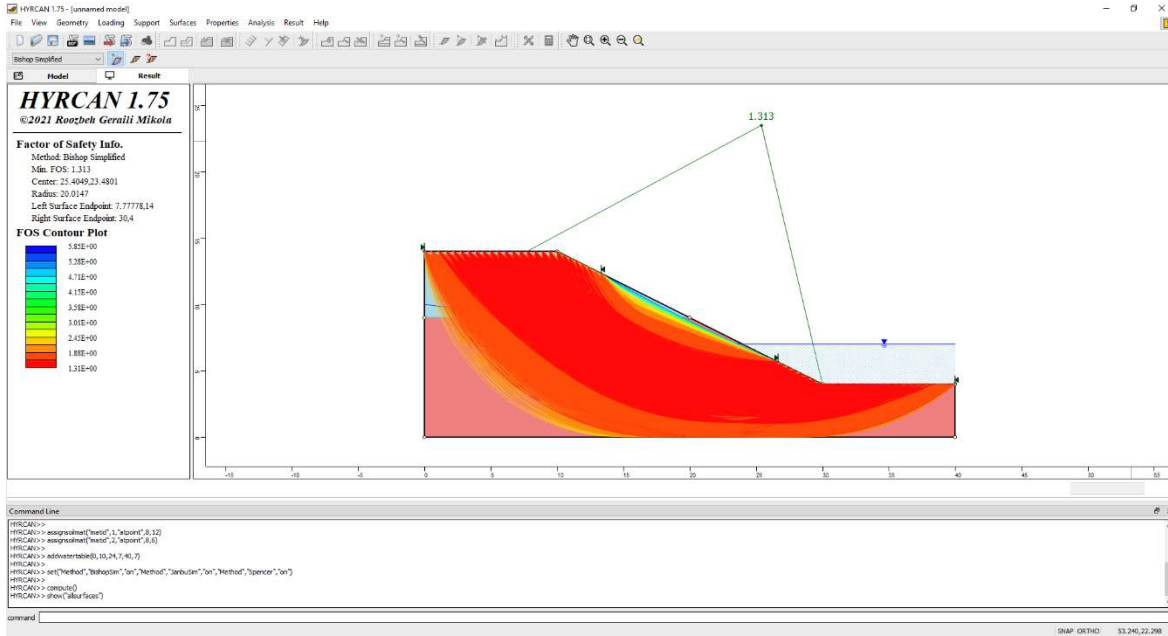 HYRCAN 1.75 - [unnamed model]
File View Geometry Loading Support Surfaces Properties Analysis Result Help
Bishop Simplified
Model Result
HYRCAN 1.75
©2021 Roozbeh Geraili Mikola
Factor of Safety Info.
Method: Bishop Simplified
Min. FOS: 1.313
Center: 25.4049,23.4801
Radius: 20.0147
Left Surface Endpoint: 7.77778,14
Right Surface Endpoint: 30,4
FOS Contour Plot
5.85E+00
5.28E+00
4.71E+00
4.15E+00
3.58E+00
3.01E+00
2.45E+00
1.88E+00
1.31E+00
1.313
25
20
15
10
5
0
-15 -10 -5 0 5 10 15 20 25 30 35 40 45 50 55
Command Line
HYRCAN>>
HYRCAN>> assignsoilmat("matid",1,"atpoint",8,12)
HYRCAN>> assignsoilmat("matid",2,"atpoint",8,6)
HYRCAN>>
HYRCAN>> addwatertable(0,10,24,7,40,7)
HYRCAN>>
HYRCAN>> set("Method","BishopSim","on","Method","JanbuSim","on","Method","Spencer","on")
HYRCAN>>
HYRCAN>> compute()
HYRCAN>> show("allsurfaces")
command
SNAP ORTHO 53.240,22.298